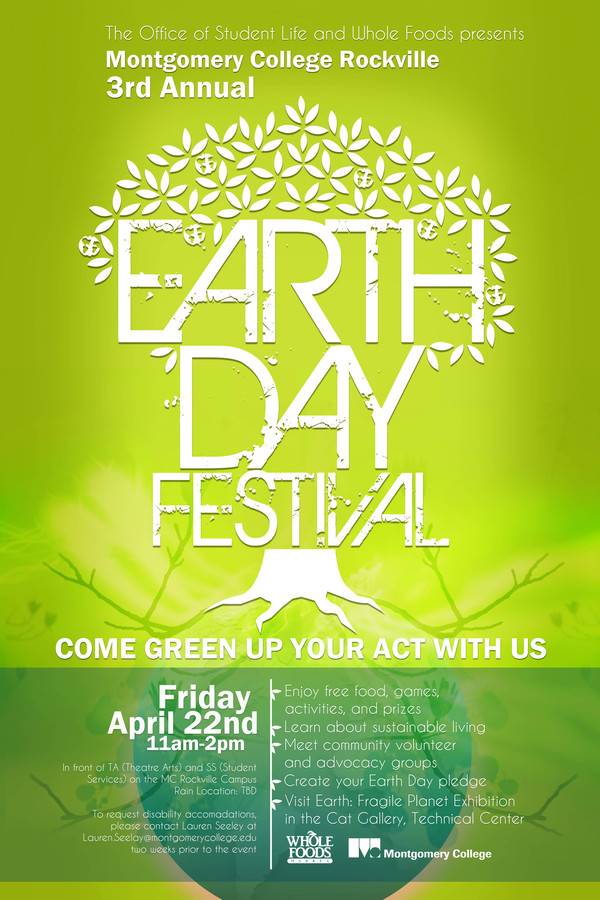 The Office of Student Life and Whole Foods presents
Montgomery College Rockville
3rd Annual
EARTH
DAY
FESTIVAL
COME GREEN UP YOUR ACT WITH US
Friday
April 22nd
11am-2pm
In front of TA (Theatre Arts) and SS (Student
Services) on the MC Rockville Campus
Rain Location: TBD
To request disability accomadations,
please contact Lauren Seeley at
Lauren.Seelay@montgomerycollege.edu
two weeks prior to the event
Enjoy free food, games,
activities, and prizes
Learn about sustainable living
Meet community volunteer
and advocacy groups
Create your Earth Day pledge
Visit Earth: Fragile Planet Exhibition
in the Cat Gallery, Technical Center
WHOLE
FOODS
MARKET
Montgomery College